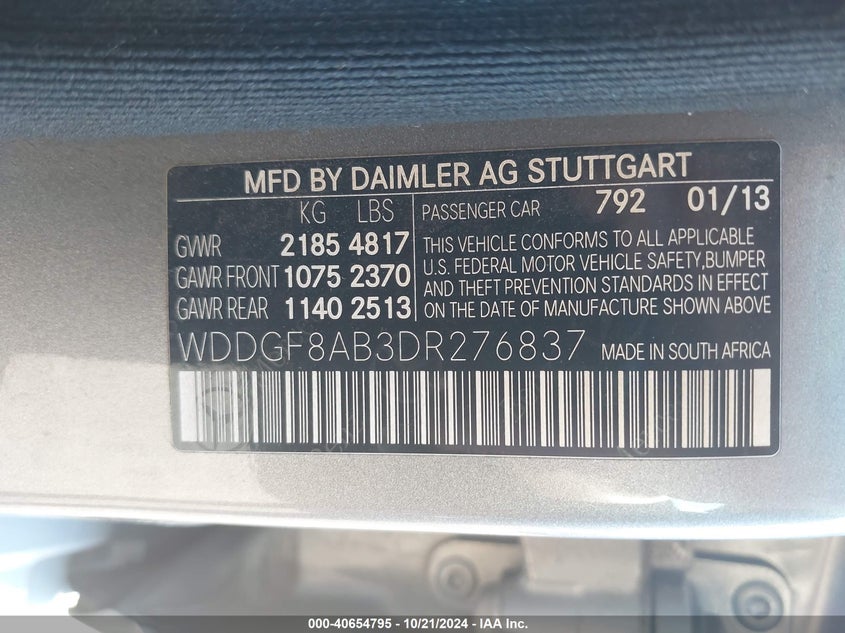 MFD BY DAIMLER AG STUTTGART
KG LBS
GVWR 2185 4817
GAWR FRONT 1075 2370
GAWR REAR 1140 2513
PASSENGER CAR 792 01/13
THIS VEHICLE CONFORMS TO ALL APPLICABLE
U.S. FEDERAL MOTOR VEHICLE SAFETY,BUMPER
AND THEFT PREVENTION STANDARDS IN EFFECT
ON THE DATE OF MANUFACTURE SHOWN ABOVE
WDDGF8AB3DR276837 MADE IN SOUTH AFRICA
000-40654795 - 10/21/2024 - IAA Inc.